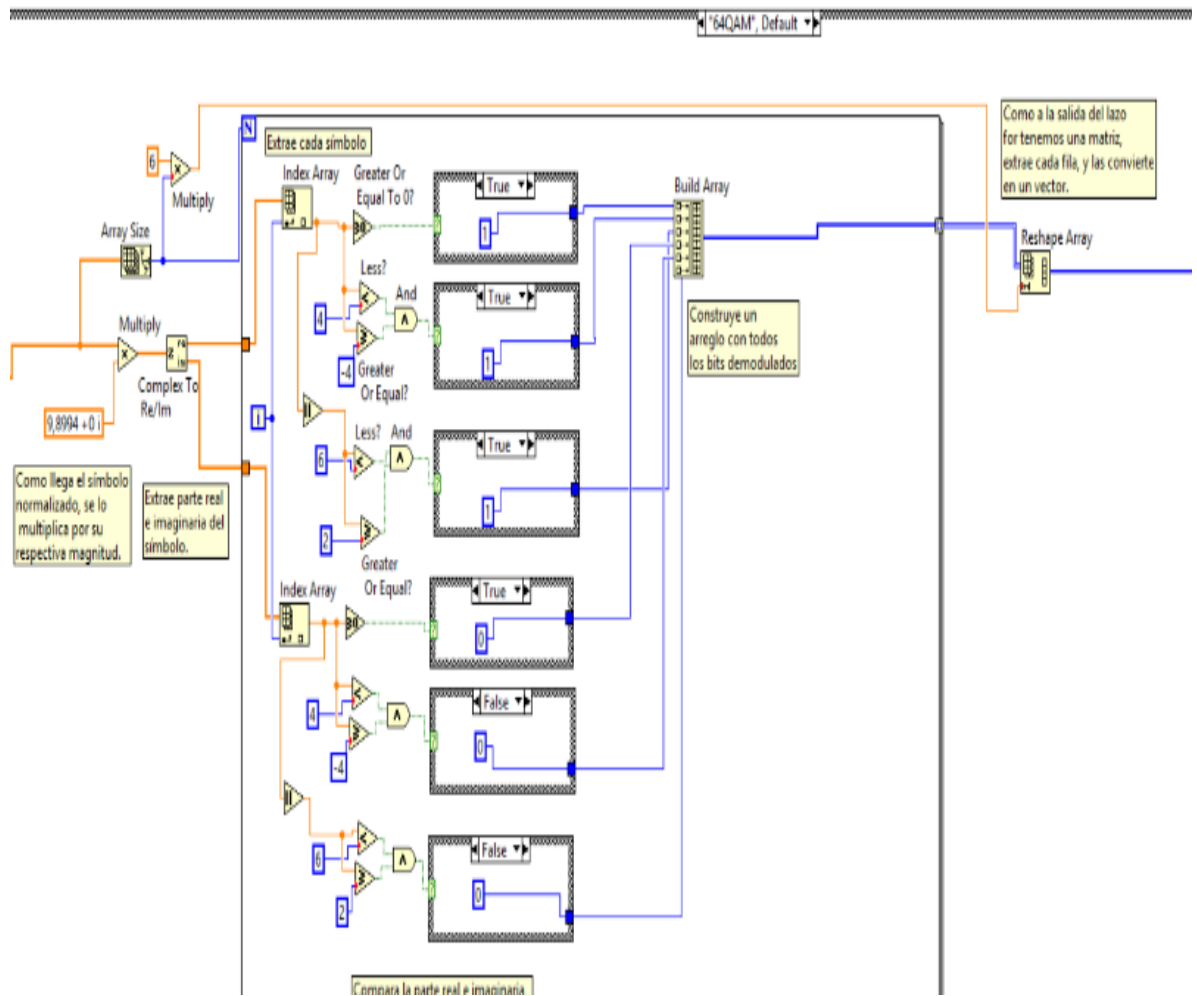 "64QAM", Default
Como a la salida del lazo
for tenemos una matriz,
extrae cada fila, y las convierte
en un vector.
N
Extrae cada símbolo
6
Multiply
Index Array
Greater Or
Equal To 0?
True
1
Build Array
Array Size
Reshape Array
Less?
And
4
-4
Greater
Or Equal?
True
1
Construye un
arreglo con todos
los bits demodulados
Multiply
re
im
Complex To
Re/Im
9,8994 +0 i
i
Less?
And
6
2
Greater
Or Equal?
True
1
Como llega el símbolo
normalizado, se lo
multiplica por su
respectiva magnitud.
Extrae parte real
e imaginaria del
símbolo.
Index Array
True
0
4
-4
False
0
6
2
False
0
Compara la parte real e imaginaria